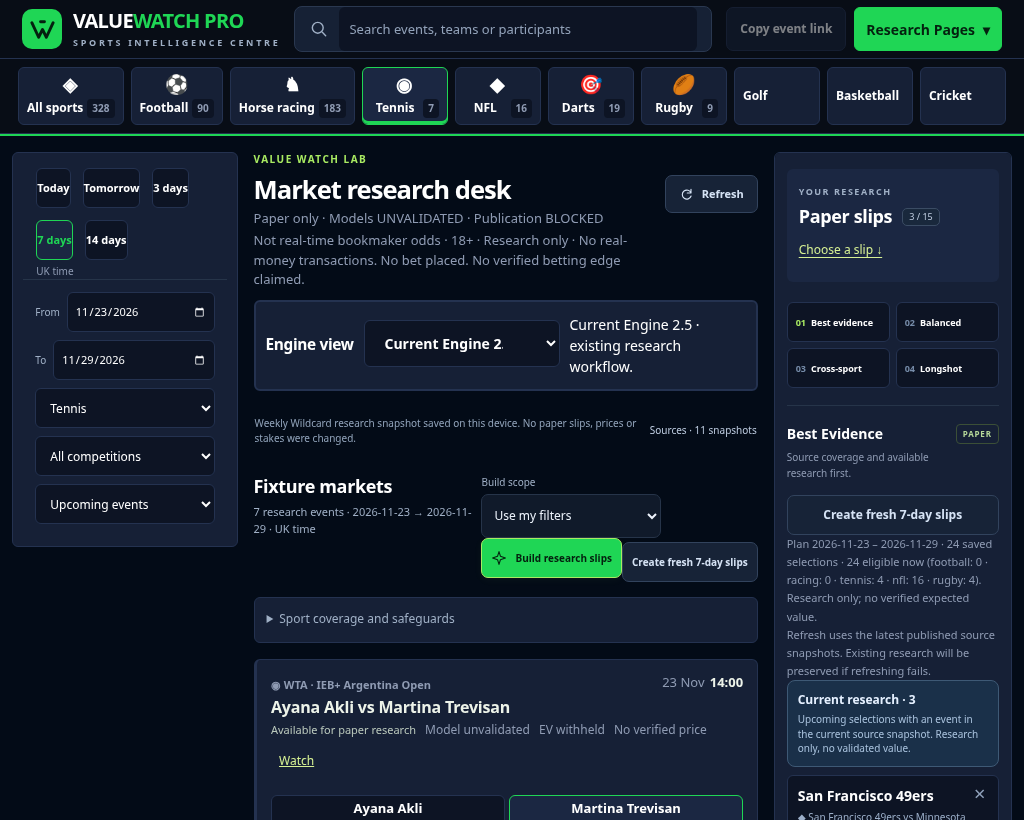 VALUEWATCH PRO
SPORTS INTELLIGENCE CENTRE
Search events, teams or participants
Copy event link
Research Pages ▾
All sports 328
Football 90
Horse racing 183
Tennis 7
NFL 16
Darts 19
Rugby 9
Golf
Basketball
Cricket
Today
Tomorrow
3 days
7 days
14 days
UK time
From 11/23/2026
To 11/29/2026
Tennis
All competitions
Upcoming events
VALUE WATCH LAB
Market research desk
Refresh
Paper only · Models UNVALIDATED · Publication BLOCKED
Not real-time bookmaker odds · 18+ · Research only · No real-
money transactions. No bet placed. No verified betting edge
claimed.
Engine view
Current Engine 2.
Current Engine 2.5 ·
existing research
workflow.
Weekly Wildcard research snapshot saved on this device. No paper slips, prices or
stakes were changed.
Sources · 11 snapshots
Fixture markets
7 research events · 2026-11-23 → 2026-11-
29 · UK time
Build scope
Use my filters
Build research slips
Create fresh 7-day slips
▶ Sport coverage and safeguards
◉ WTA · IEB+ Argentina Open
23 Nov 14:00
Ayana Akli vs Martina Trevisan
Available for paper research Model unvalidated EV withheld No verified price
Watch
Ayana Akli
Martina Trevisan
YOUR RESEARCH
Paper slips 3 / 15
Choose a slip ↓
01 Best evidence
02 Balanced
03 Cross-sport
04 Longshot
Best Evidence
PAPER
Source coverage and available
research first.
Create fresh 7-day slips
Plan 2026-11-23 – 2026-11-29 · 24 saved
selections · 24 eligible now (football: 0 ·
racing: 0 · tennis: 4 · nfl: 16 · rugby: 4).
Research only; no verified expected
value.
Refresh uses the latest published source
snapshots. Existing research will be
preserved if refreshing fails.
Current research · 3
Upcoming selections with an event in
the current source snapshot. Research
only, no validated value.
San Francisco 49ers ✕
◆ San Francisco 49ers vs Minnesota